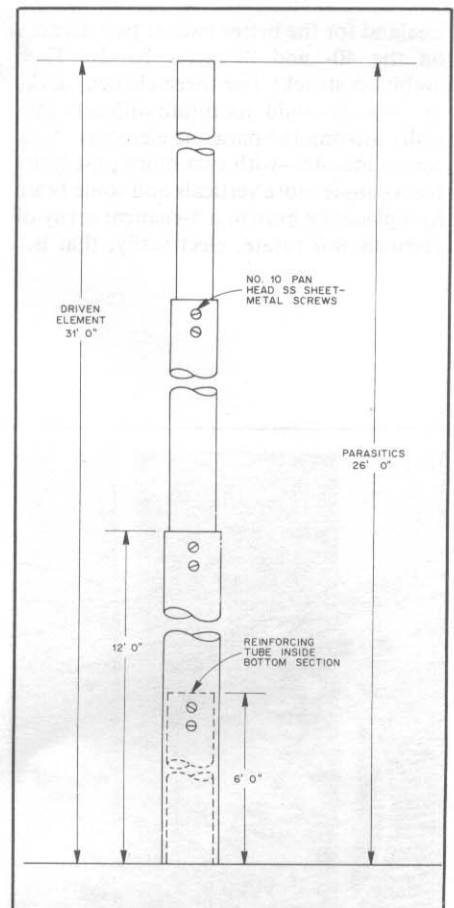 NO. 10 PAN
HEAD SS SHEET-
METAL SCREWS
DRIVEN
ELEMENT
31' 0"
PARASITICS
26' 0"
12' 0"
REINFORCING
TUBE INSIDE
BOTTOM SECTION
6' 0"